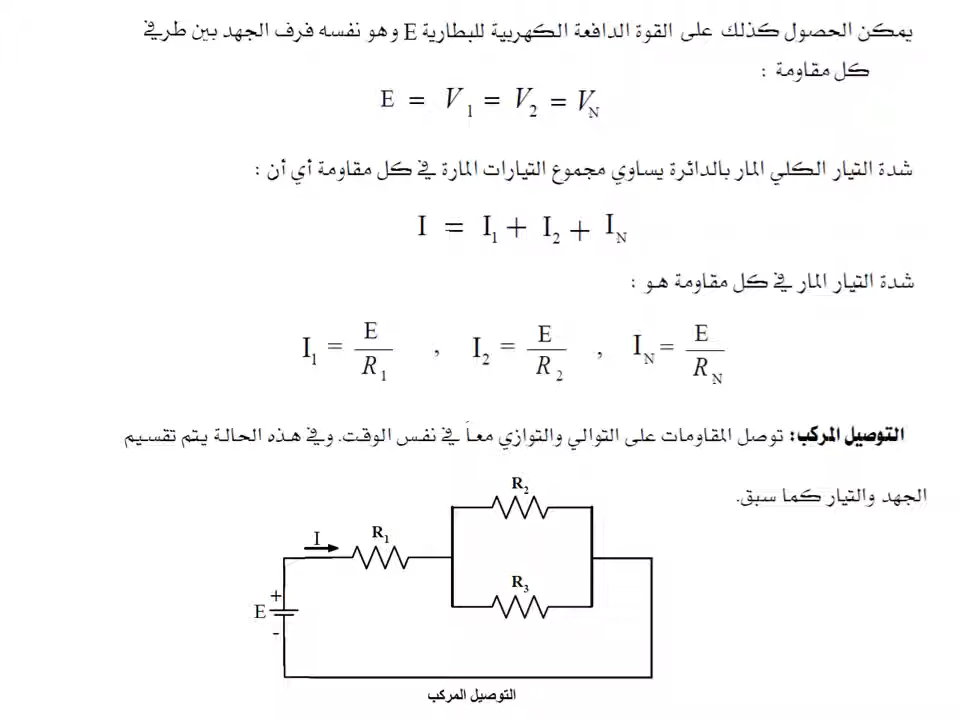 يمكن الحصول كذلك على القوة الدافعة الكهربية للبطارية E وهو نفسه فرق الجهد بين طرفي
كل مقاومة :
E = V1 = V2 = VN
شدة التيار الكلي المار بالدائرة يساوي مجموع التيارات المارة في كل مقاومة أي أن :
I = I1 + I2 + IN
شدة التيار المار في كل مقاومة هو :
I1 = E/R1 , I2 = E/R2 , IN = E/RN
التوصيل المركب: توصل المقاومات على التوالي والتوازي معاً في نفس الوقت. وفي هذه الحالة يتم تقسيم
الجهد والتيار كما سبق.
R2
I
R1
R3
+
E
-
التوصيل المركب